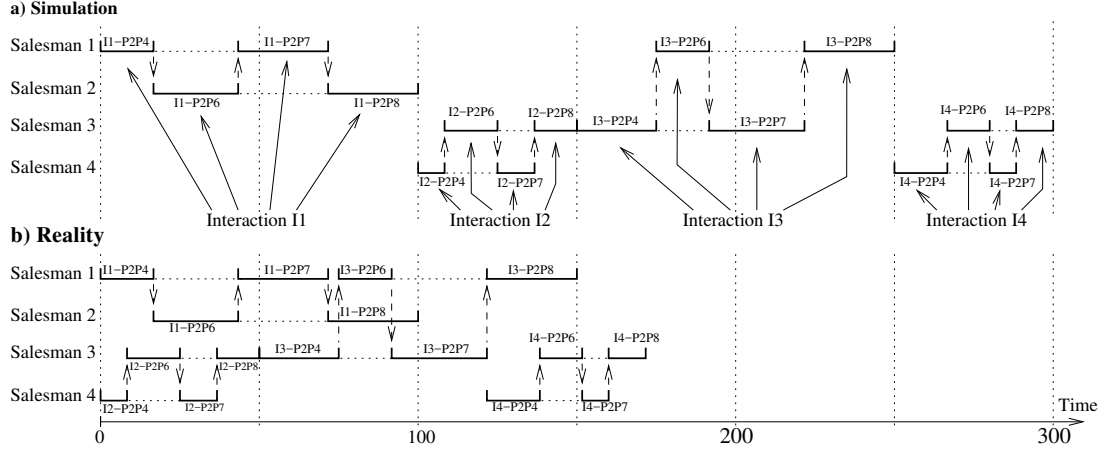 a) Simulation
I1−P2P4 I1−P2P7 I3−P2P6 I3−P2P8
Salesman 1
Salesman 2
I1−P2P6 I1−P2P8
I2−P2P6 I2−P2P8 I3−P2P4 I3−P2P7 I4−P2P6 I4−P2P8
Salesman 3
Salesman 4
I2−P2P4 I2−P2P7 I4−P2P4 I4−P2P7
Interaction I1 Interaction I2 Interaction I3 Interaction I4
b) Reality
Salesman 1 I1−P2P4 I1−P2P7 I3−P2P6 I3−P2P8
Salesman 2 I1−P2P8
I1−P2P6
I3−P2P4 I3−P2P7 I4−P2P6 I4−P2P8
Salesman 3
I2−P2P6 I2−P2P8
Salesman 4
I2−P2P4 I2−P2P7 I4−P2P4 I4−P2P7
Time
0 100 200 300